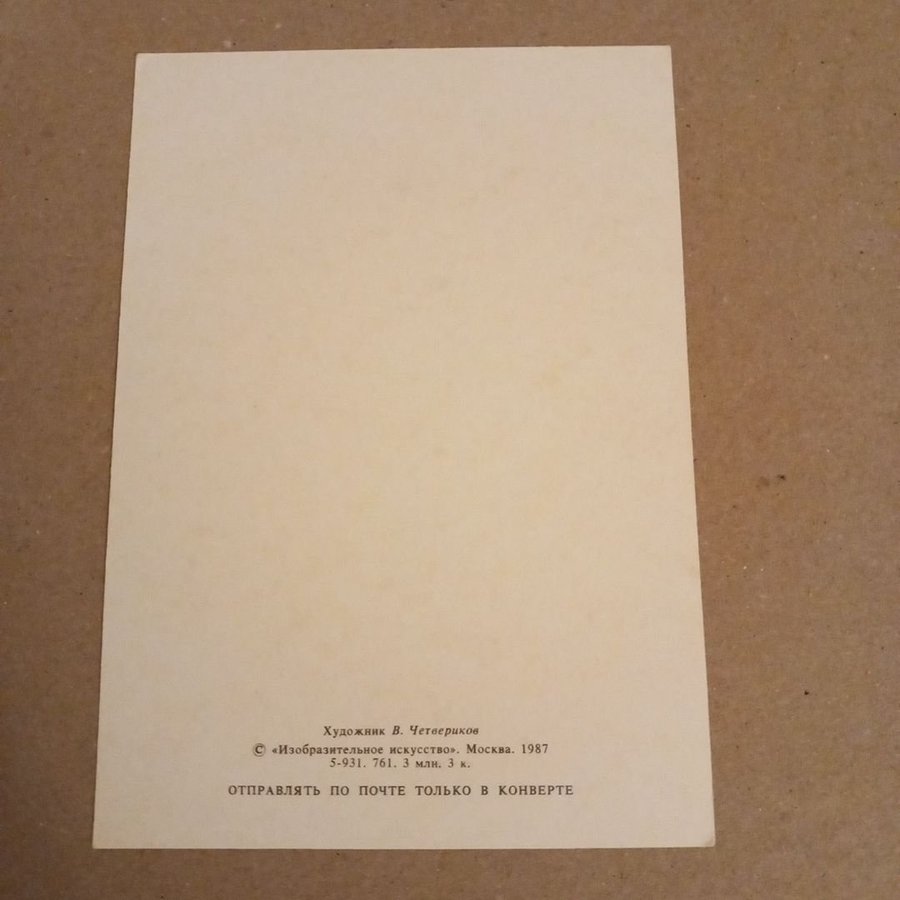 Художник В. Четвериков
© «Изобразительное искусство». Москва. 1987
5-931. 761. 3 млн. 3 к.
ОТПРАВЛЯТЬ ПО ПОЧТЕ ТОЛЬКО В КОНВЕРТЕ